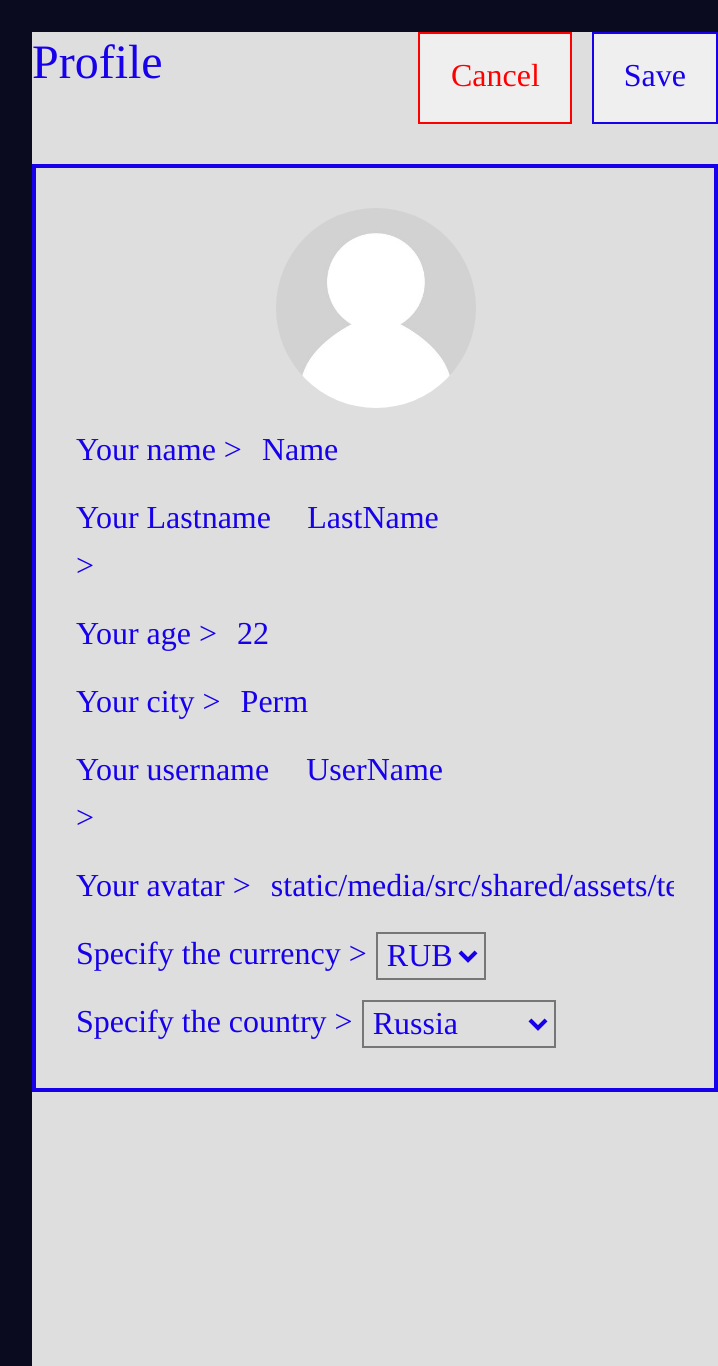 Profile
Cancel
Save
Your name > Name
Your Lastname LastName
>
Your age > 22
Your city > Perm
Your username UserName
>
Your avatar > static/media/src/shared/assets/te
Specify the currency > RUB
Specify the country > Russia